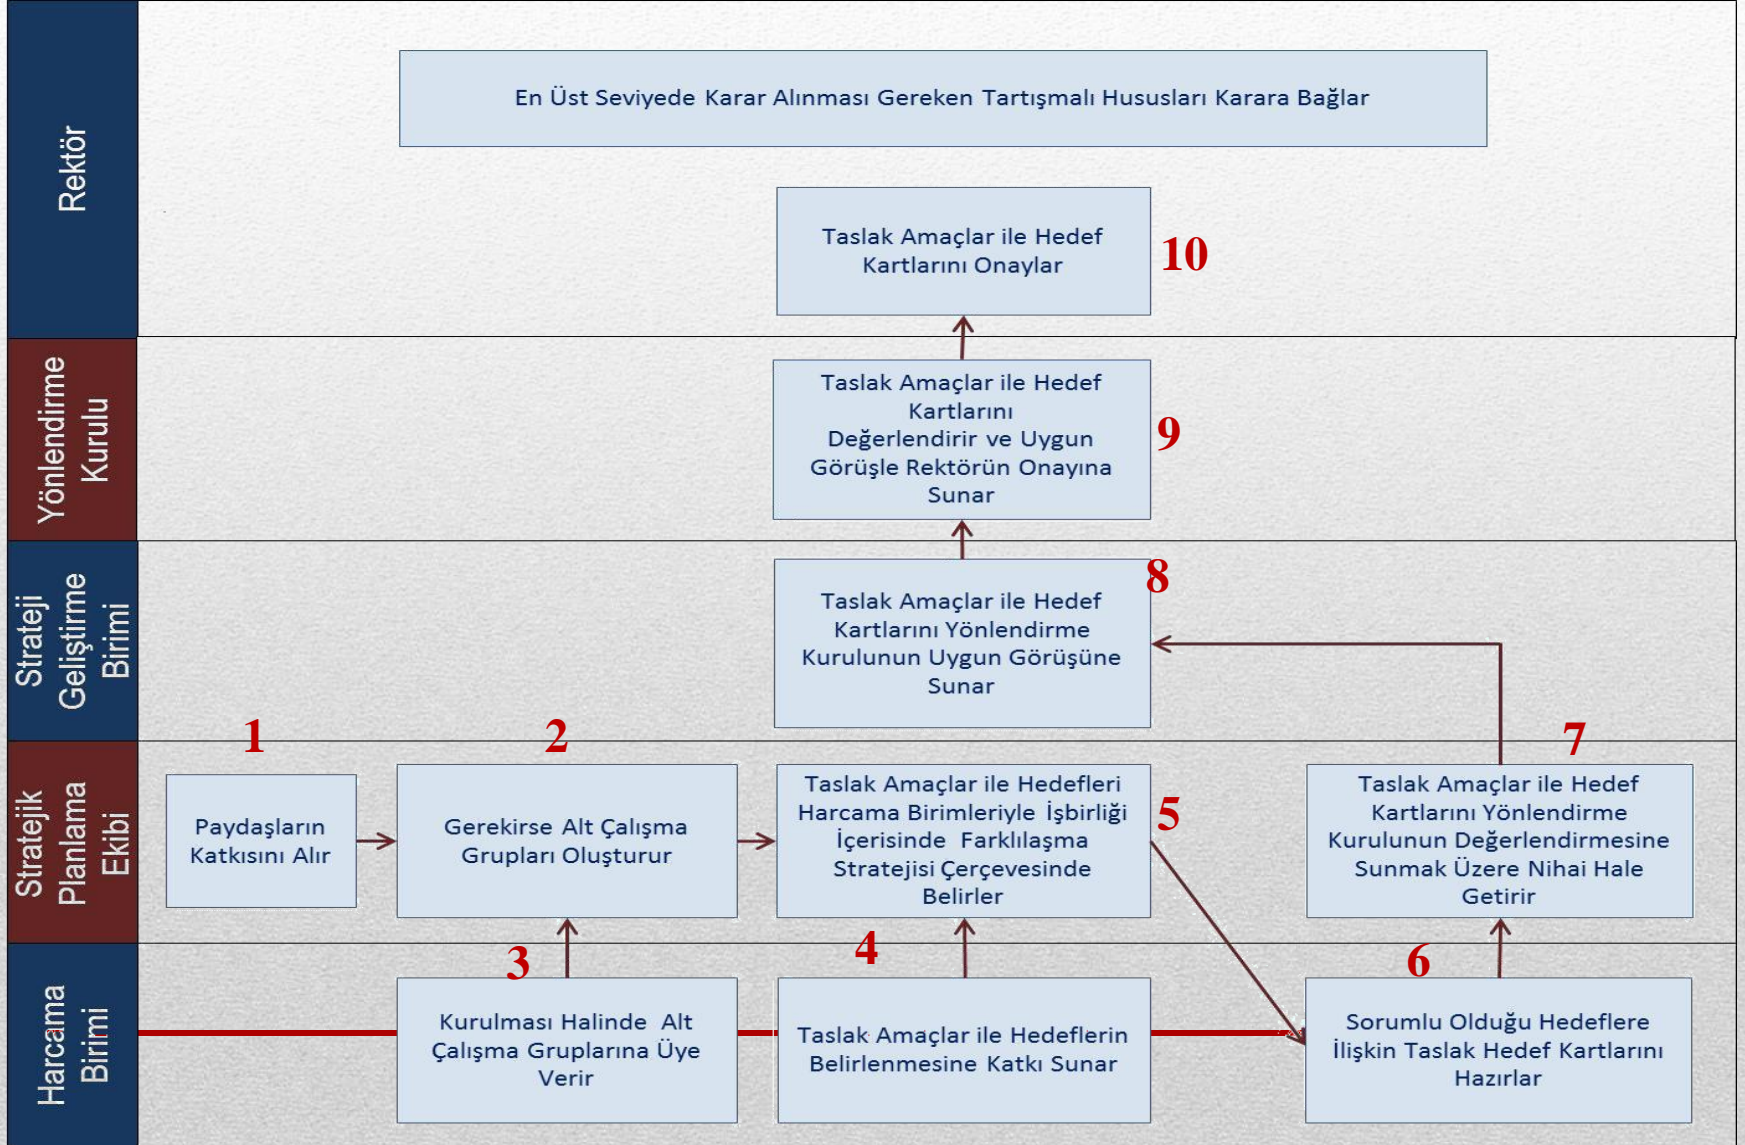 Rektör
En Üst Seviyede Karar Alınması Gereken Tartışmalı Hususları Karara Bağlar
Taslak Amaçlar ile Hedef
Kartlarını Onaylar
10
Yönlendirme
Kurulu
Taslak Amaçlar ile Hedef
Kartlarını
Değerlendirir ve Uygun
Görüşle Rektörün Onayına
Sunar
9
Strateji
Geliştirme
Birimi
Taslak Amaçlar ile Hedef
Kartlarını Yönlendirme
Kurulunun Uygun Görüşüne
Sunar
8
Stratejik
Planlama
Ekibi
1
Paydaşların
Katkısını Alır
2
Gerekirse Alt Çalışma
Grupları Oluşturur
Taslak Amaçlar ile Hedefleri
Harcama Birimleriyle İşbirliği
İçerisinde Farklılaşma
Stratejisi Çerçevesinde
Belirler
5
7
Taslak Amaçlar ile Hedef
Kartlarını Yönlendirme
Kurulunun Değerlendirmesine
Sunmak Üzere Nihai Hale
Getirir
Harcama
Birimi
3
Kurulması Halinde Alt
Çalışma Gruplarına Üye
Verir
4
Taslak Amaçlar ile Hedeflerin
Belirlenmesine Katkı Sunar
6
Sorumlu Olduğu Hedeflere
İlişkin Taslak Hedef Kartlarını
Hazırlar